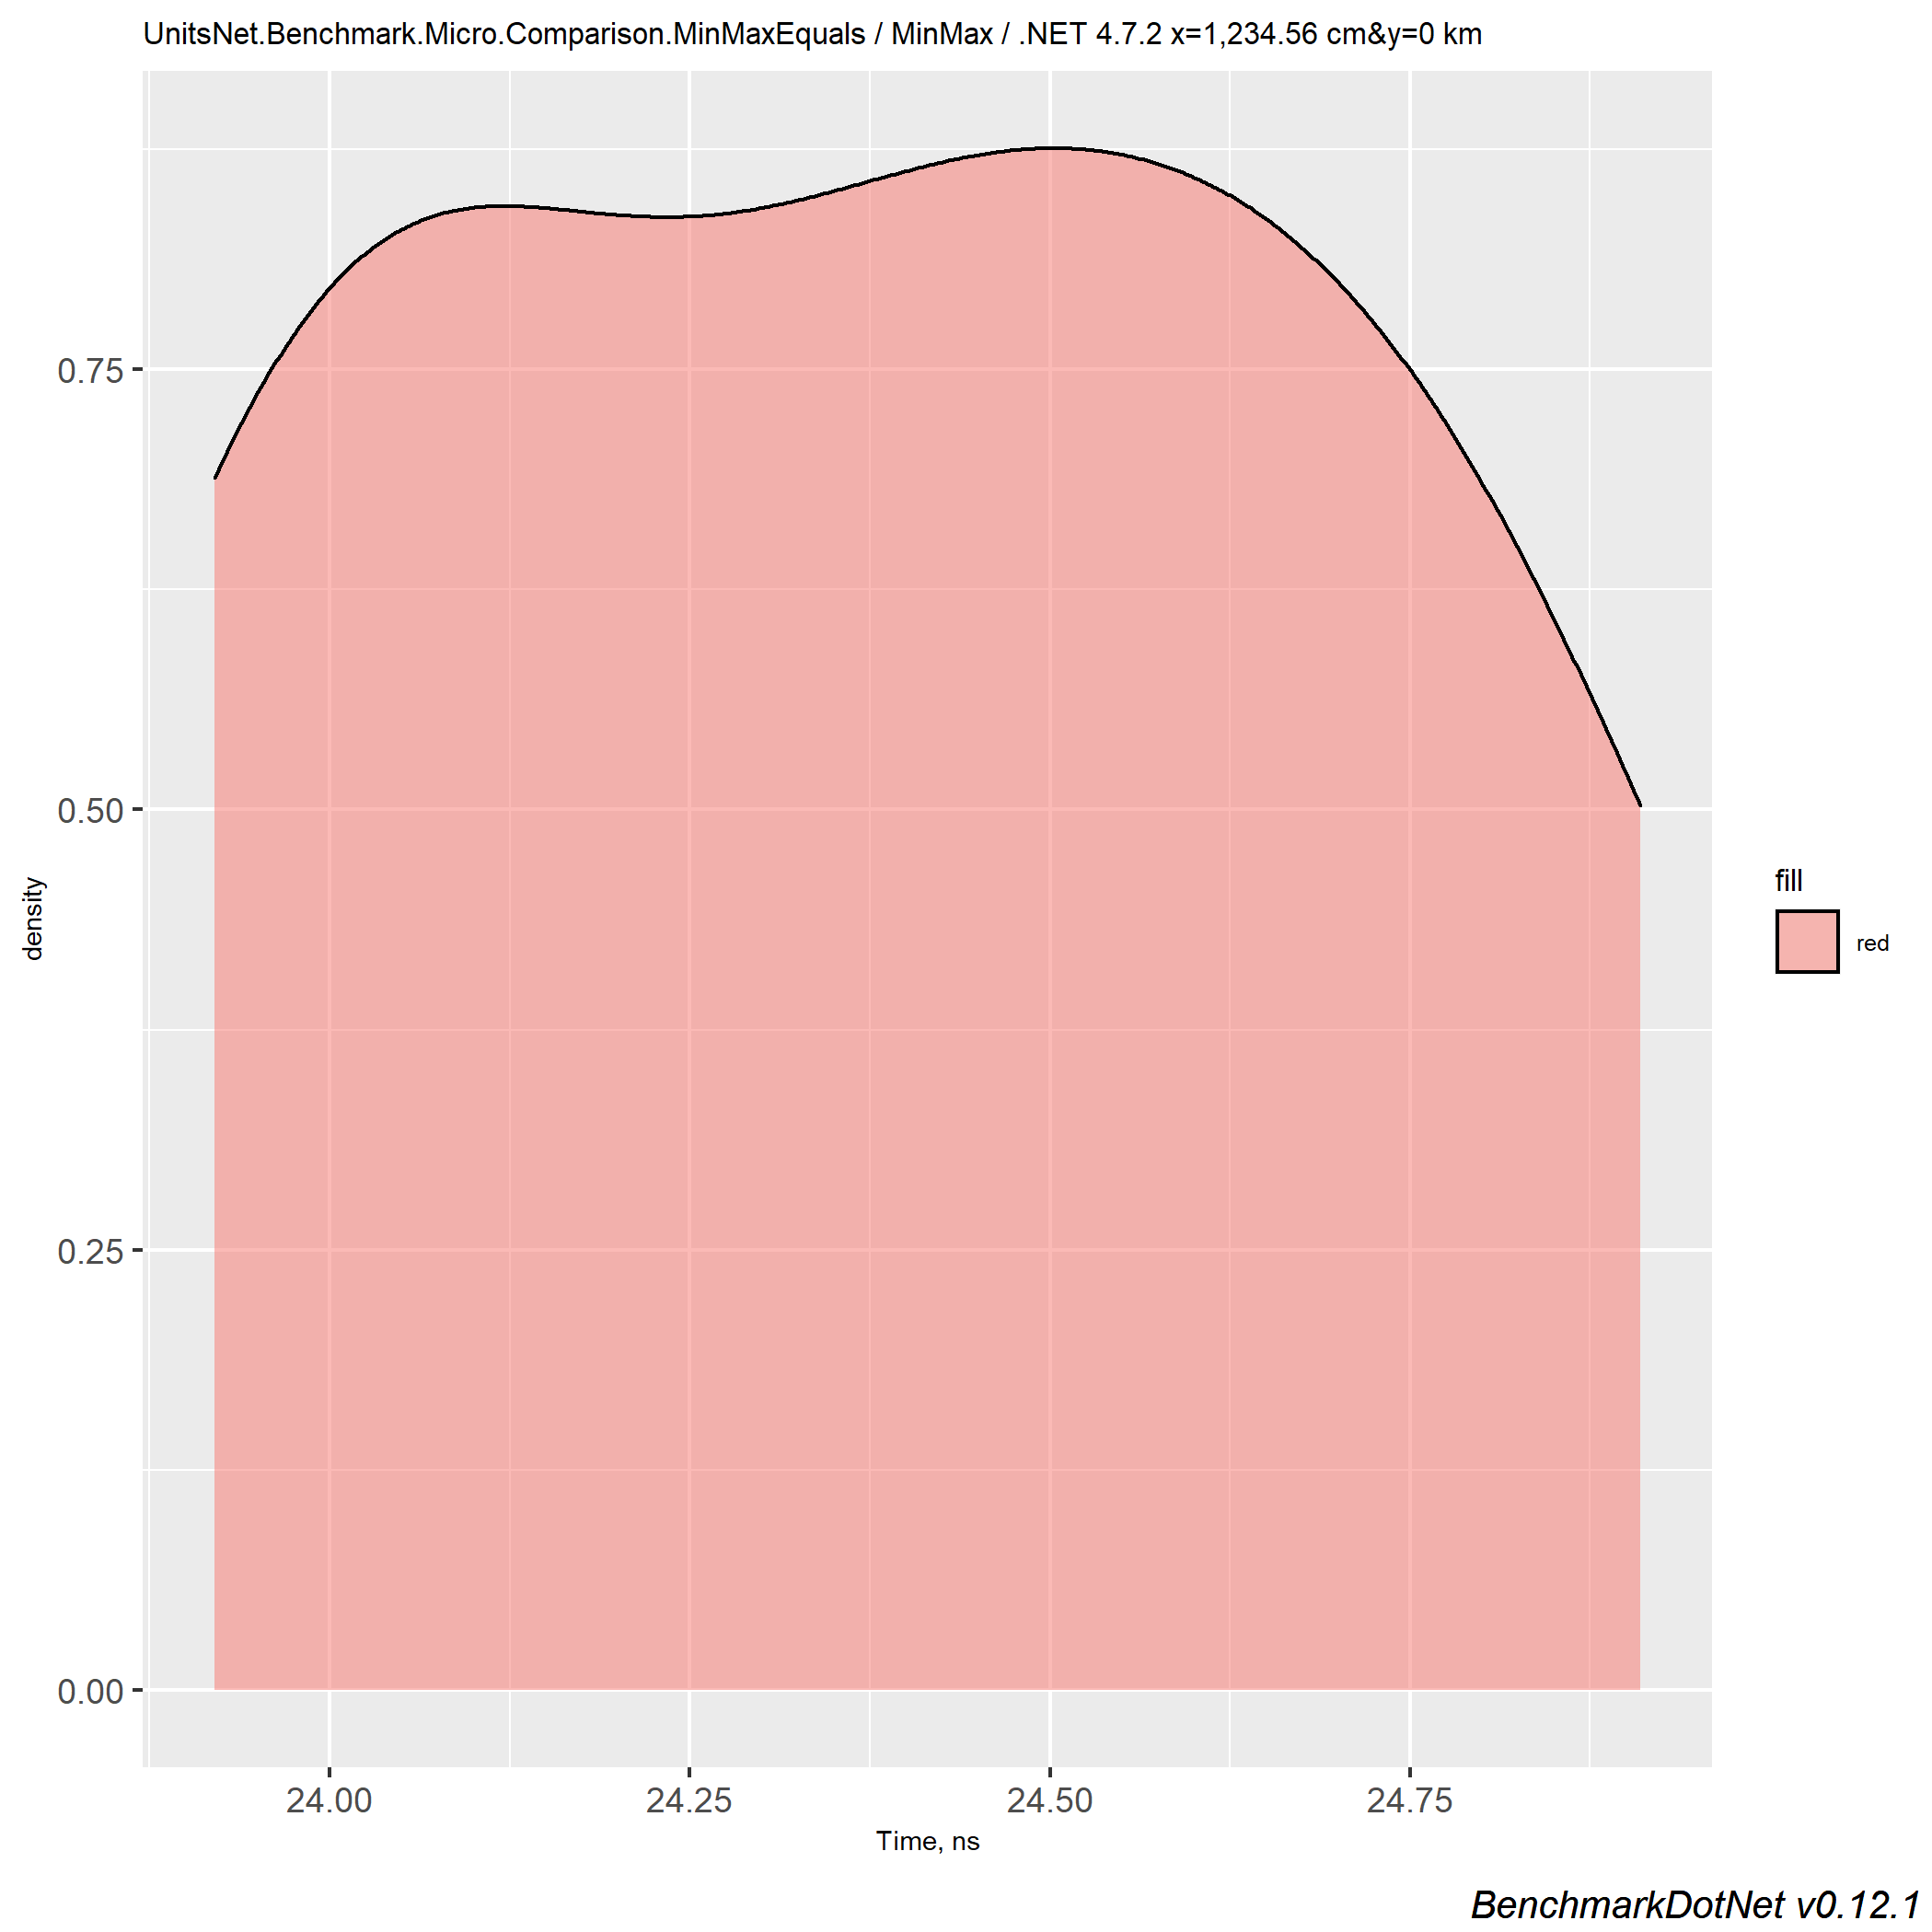 UnitsNet.Benchmark.Micro.Comparison.MinMaxEquals / MinMax / .NET 4.7.2 x=1,234.56 cm&y=0 km
density
0.75
0.50
0.25
0.00
24.00 24.25 24.50 24.75
Time, ns
fill
red
BenchmarkDotNet v0.12.1